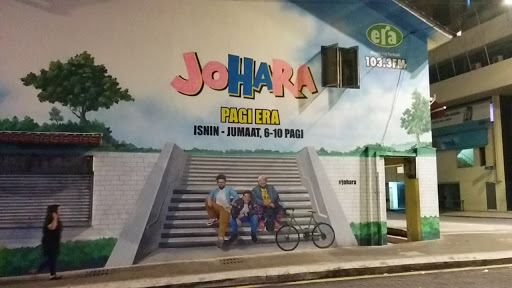 JOHARA
PAGI ERA
ISNIN - JUMAAT, 6-10 PAGI
era
103.3FM
#johara